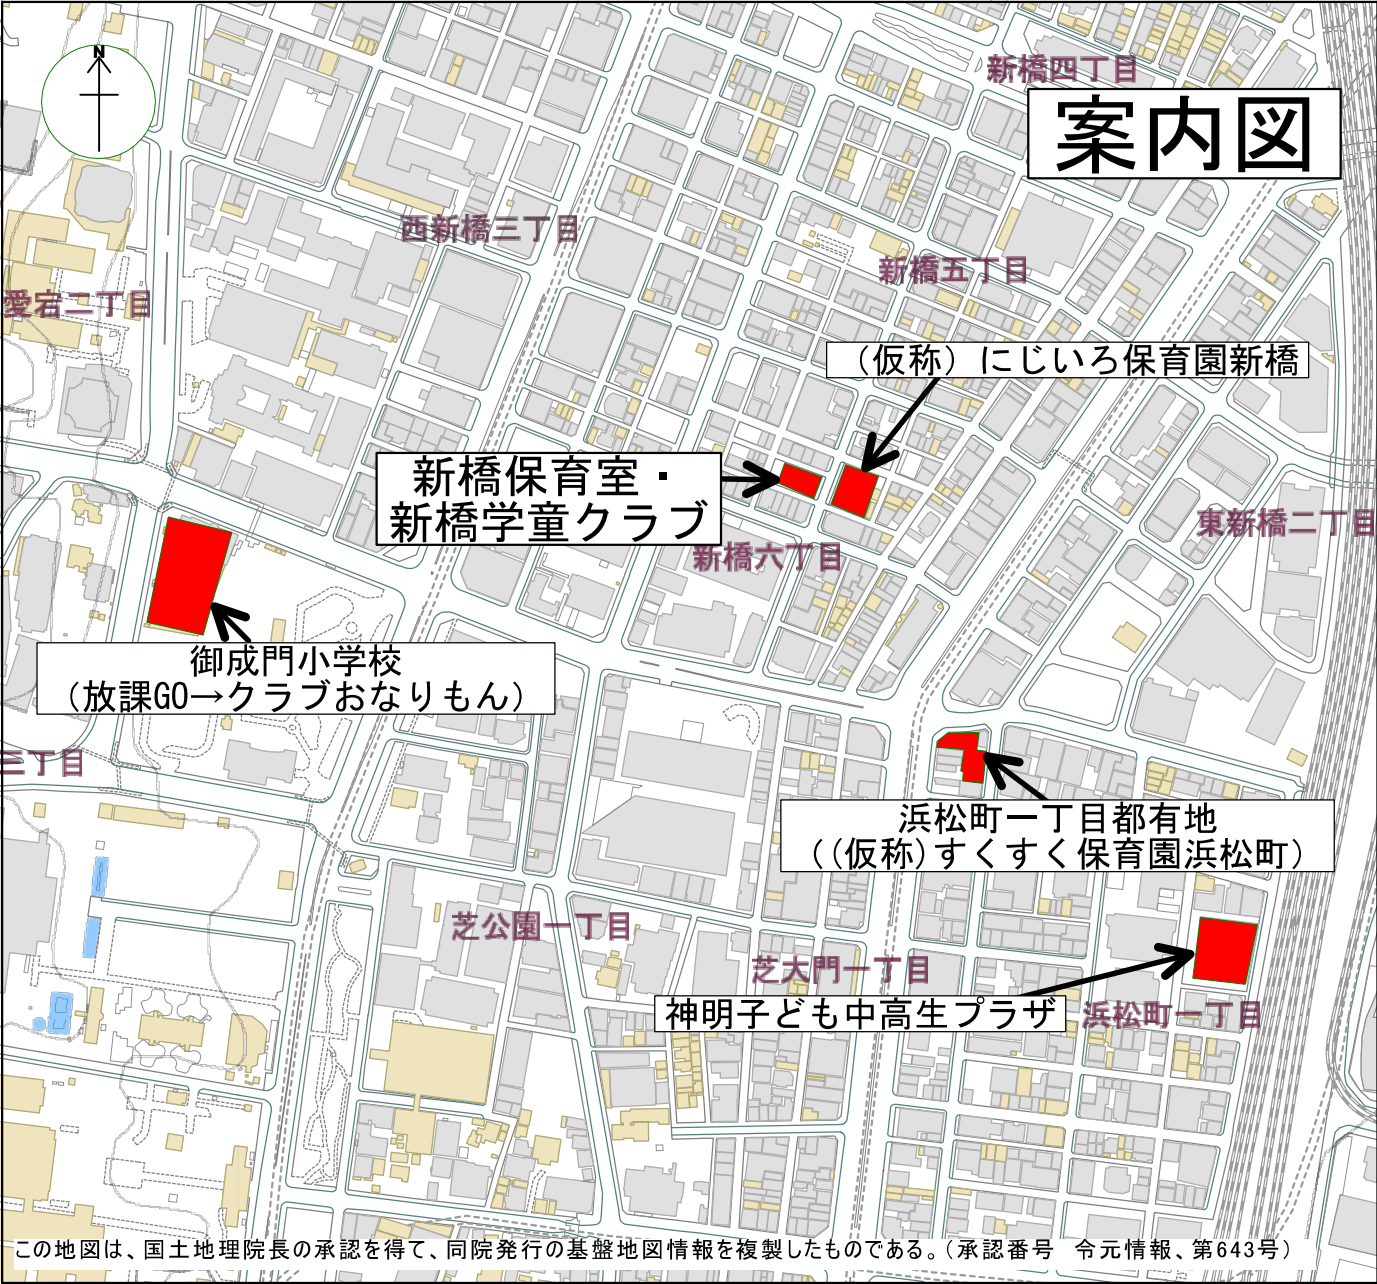 N
新橋四丁目
案内図
西新橋三丁目
新橋五丁目
愛宕二丁目
（仮称）にじいろ保育園新橋
新橋保育室・
新橋学童クラブ
東新橋二丁目
新橋六丁目
御成門小学校
（放課GO→クラブおなりもん）
三丁目
浜松町一丁目都有地
（（仮称）すくすく保育園浜松町）
芝公園一丁目
芝大門一丁目
神明子ども中高生プラザ
浜松町一丁目
この地図は、国土地理院長の承認を得て、同院発行の基盤地図情報を複製したものである。（承認番号　令元情報、第643号）